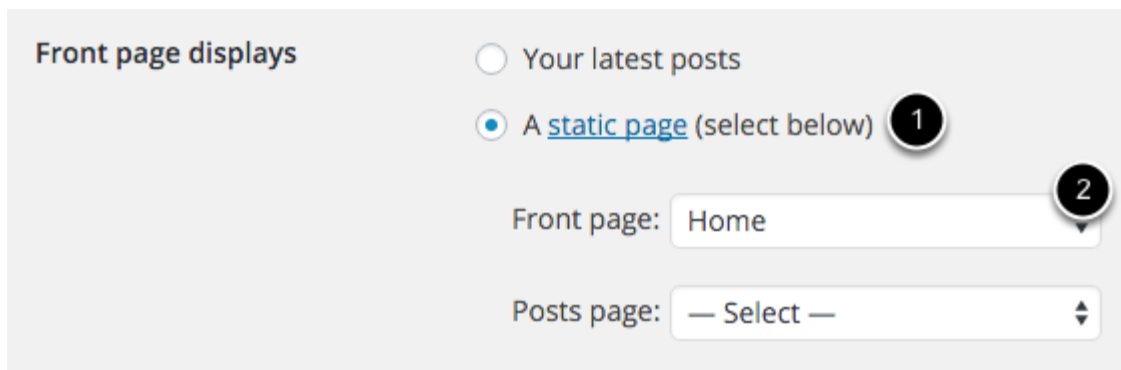 Front page displays
Your latest posts
A static page (select below) 1
2
Front page: Home
Posts page: — Select —